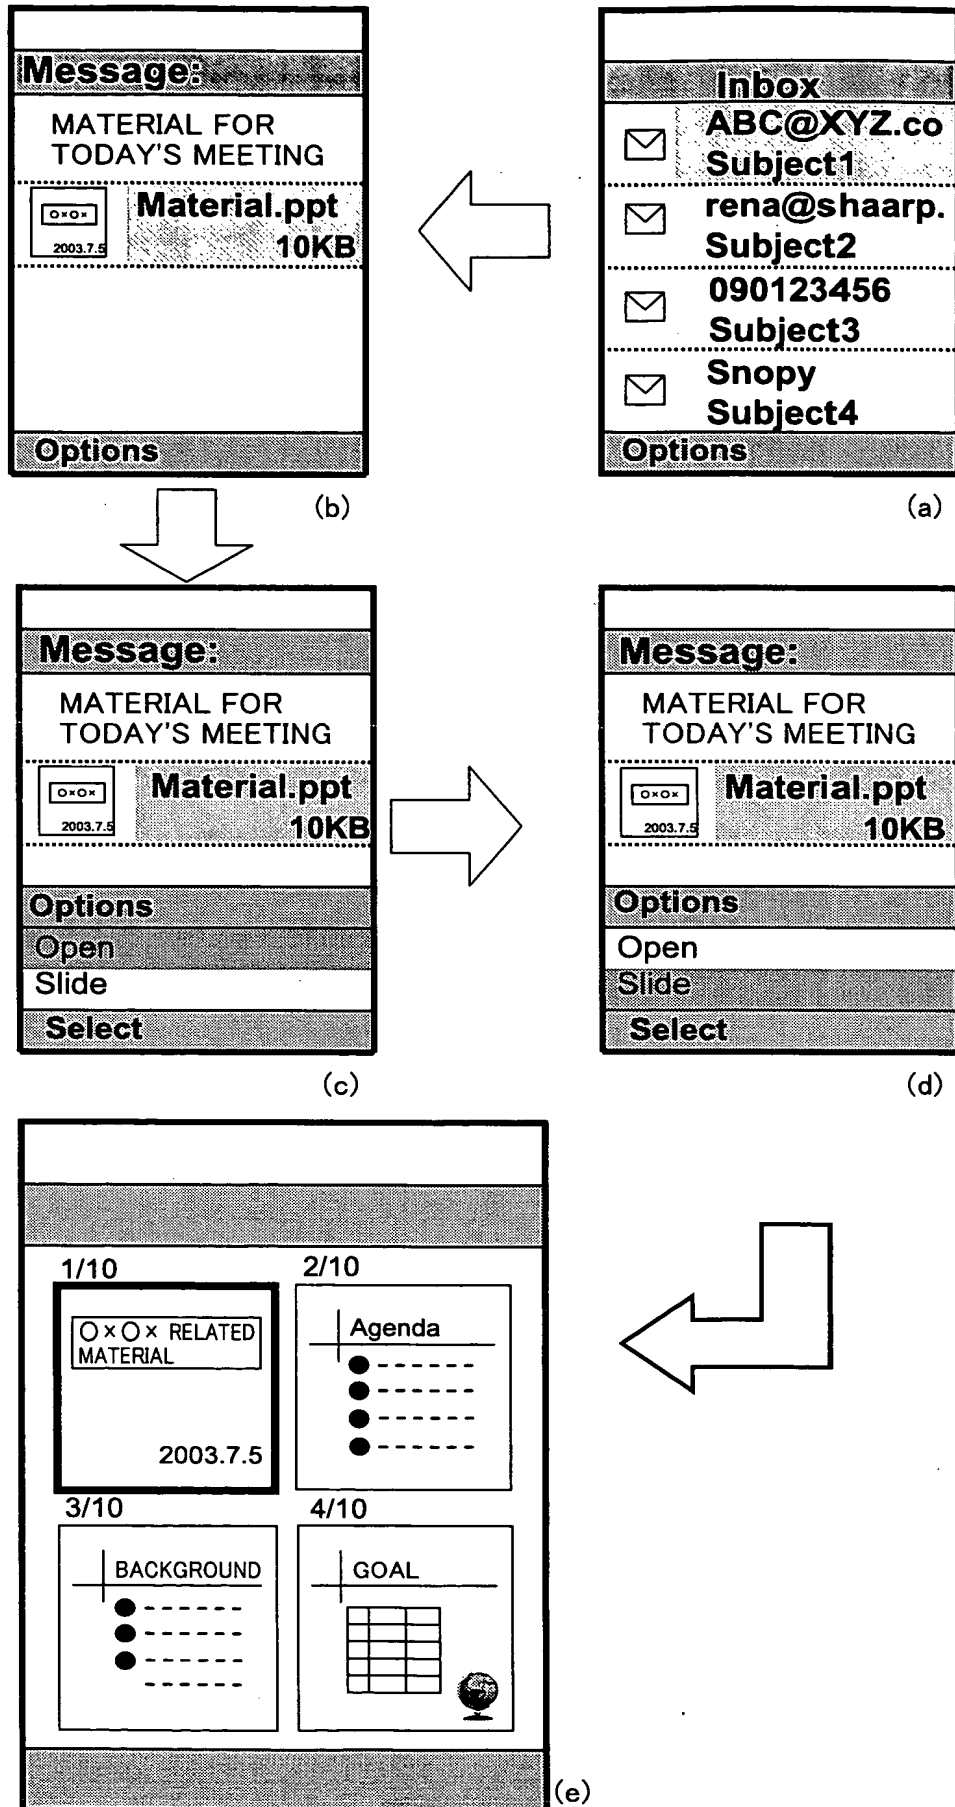 Message:
MATERIAL FOR
TODAY'S MEETING
○×○×
2003.7.5
Material.ppt
10KB
Options
(b)
Inbox
ABC@XYZ.co
Subject1
rena@shaarp.
Subject2
090123456
Subject3
Snopy
Subject4
Options
(a)
Message:
MATERIAL FOR
TODAY'S MEETING
○×○×
2003.7.5
Material.ppt
10KB
Options
Open
Slide
Select
(c)
Message:
MATERIAL FOR
TODAY'S MEETING
○×○×
2003.7.5
Material.ppt
10KB
Options
Open
Slide
Select
(d)
1/10
○×○× RELATED
MATERIAL
2003.7.5
2/10
Agenda
3/10
BACKGROUND
4/10
GOAL
(e)